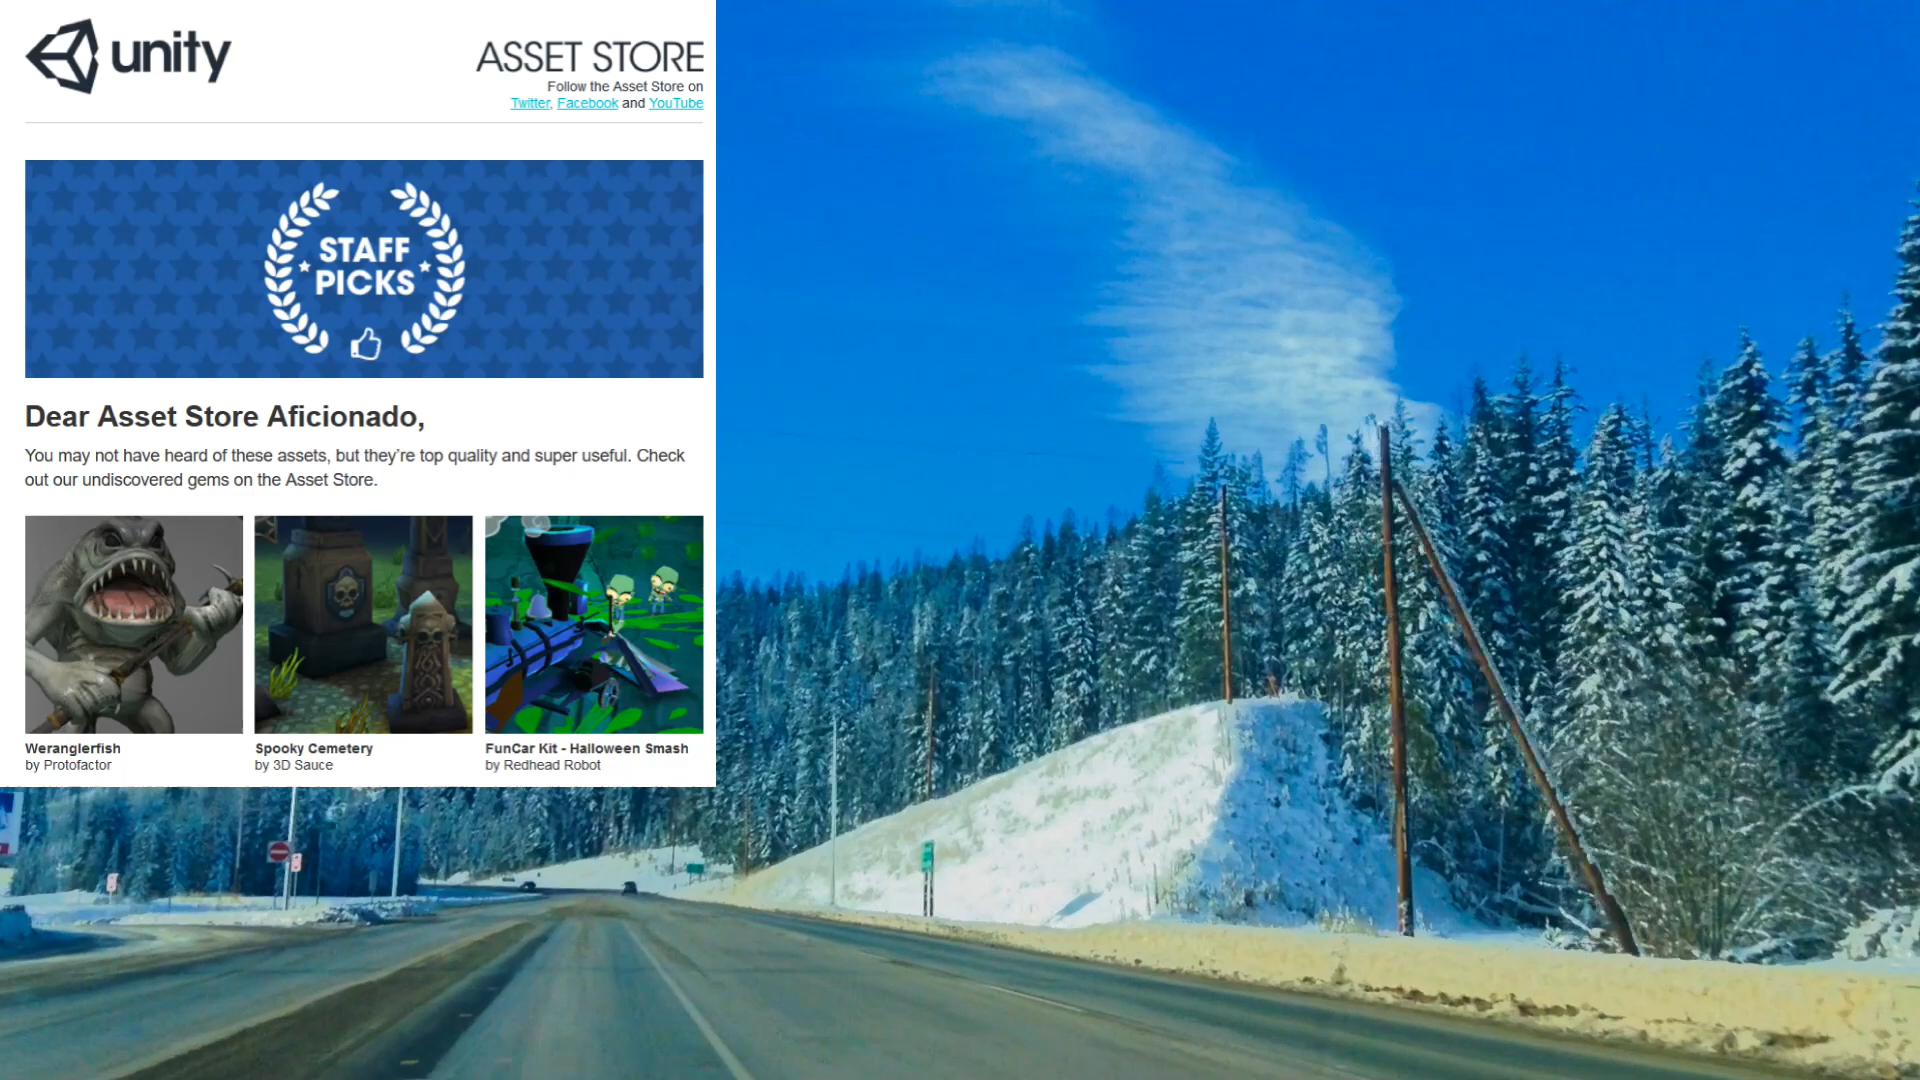 unity
ASSET STORE
Follow the Asset Store on
Twitter, Facebook and YouTube
STAFF
PICKS
Dear Asset Store Aficionado,
You may not have heard of these assets, but they’re top quality and super useful. Check
out our undiscovered gems on the Asset Store.
Weranglerfish
by Protofactor
Spooky Cemetery
by 3D Sauce
FunCar Kit - Halloween Smash
by Redhead Robot